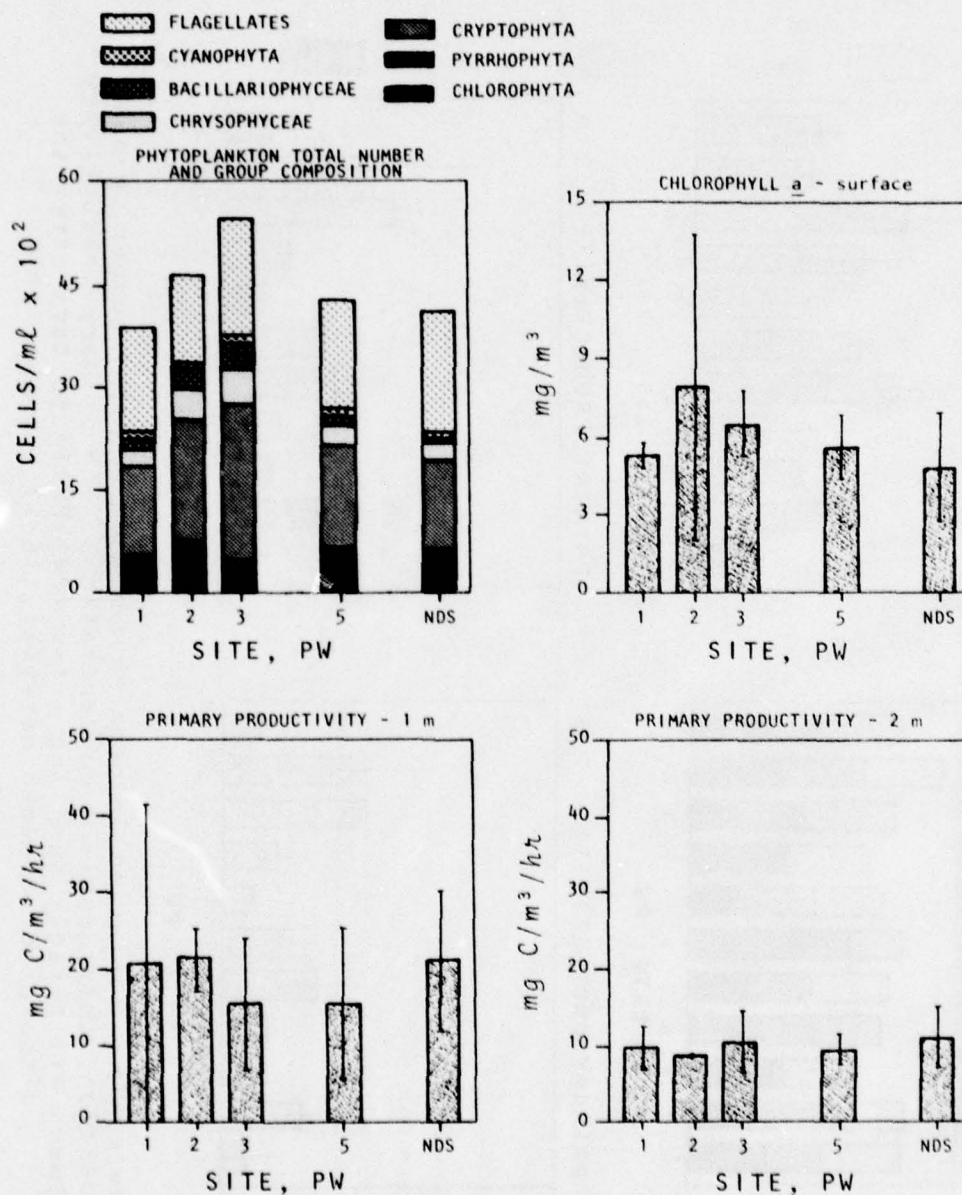 FLAGELLATES
CYANOPHYTA
BACILLARIOPHYCEAE
CHRYSOPHYCEAE
CRYPTOPHYTA
PYRRHOPHYTA
CHLOROPHYTA
PHYTOPLANKTON TOTAL NUMBER
AND GROUP COMPOSITION
CELLS/ml x 10²
60
45
30
15
0
1 2 3 5 NDS
SITE, PW
CHLOROPHYLL a - surface
mg/m³
15
12
9
6
3
0
1 2 3 5 NDS
SITE, PW
PRIMARY PRODUCTIVITY - 1 m
mg C/m³/hr
50
40
30
20
10
0
1 2 3 5 NDS
SITE, PW
PRIMARY PRODUCTIVITY - 2 m
mg C/m³/hr
50
40
30
20
10
0
1 2 3 5 NDS
SITE, PW